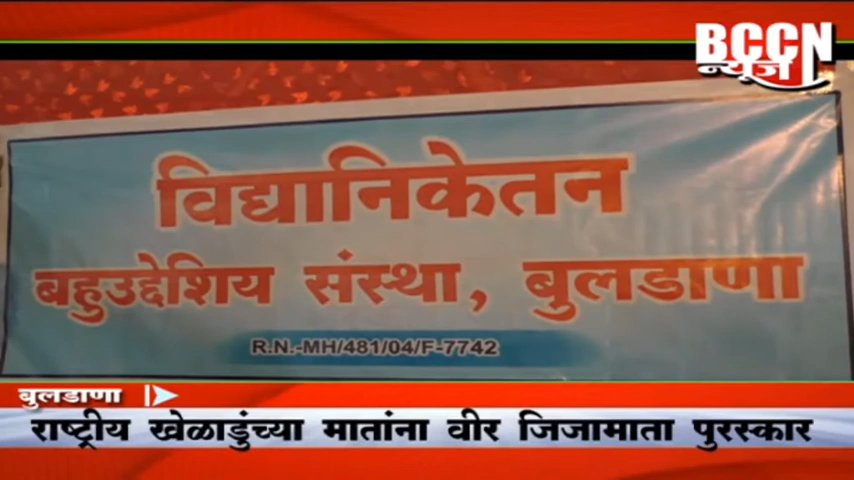 BCCN
न्यूज
विद्यानिकेतन
बहुउद्देशिय संस्था, बुलडाणा
R.N.-MH/481/04/F-7742
बुलडाणा
राष्ट्रीय खेळाडुंच्या मातांना वीर जिजामाता पुरस्कार